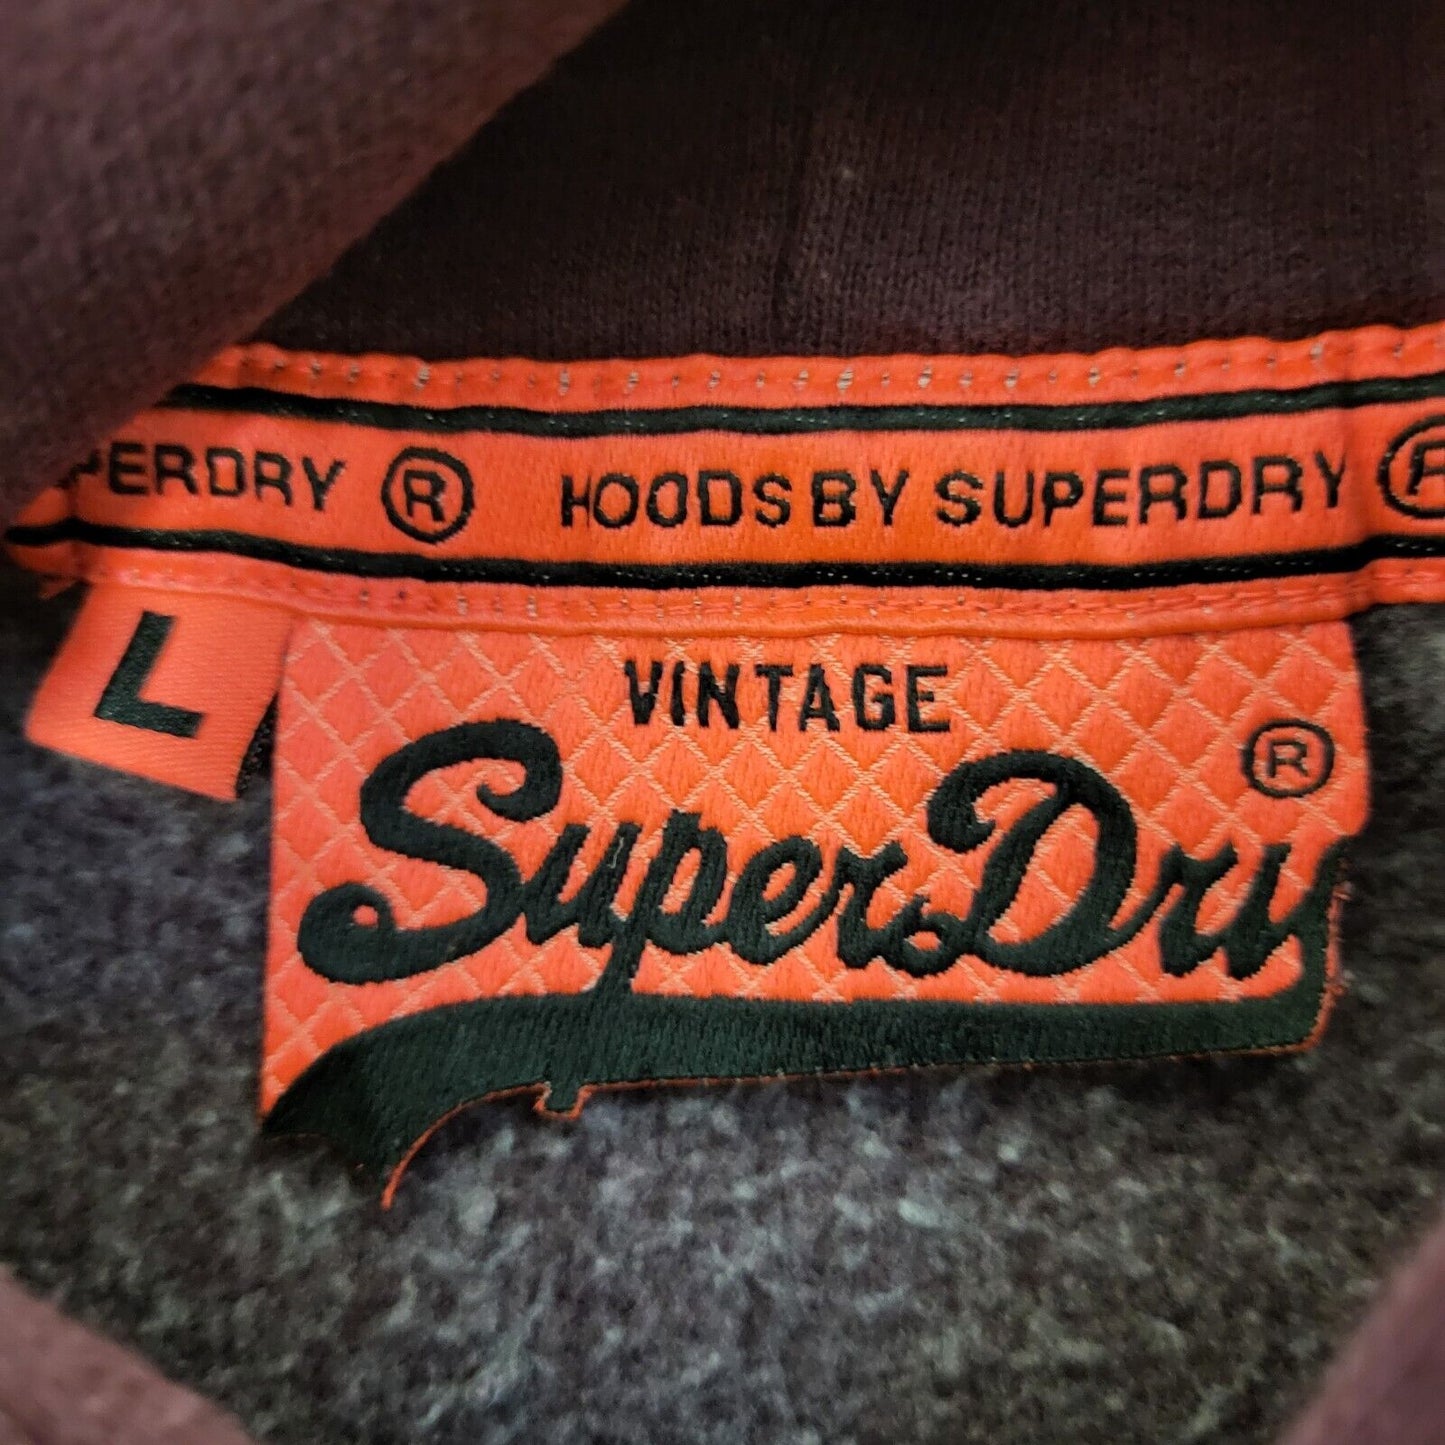 PERDRY ® HOODS BY SUPERDRY ®
L
VINTAGE
SuperDry ®